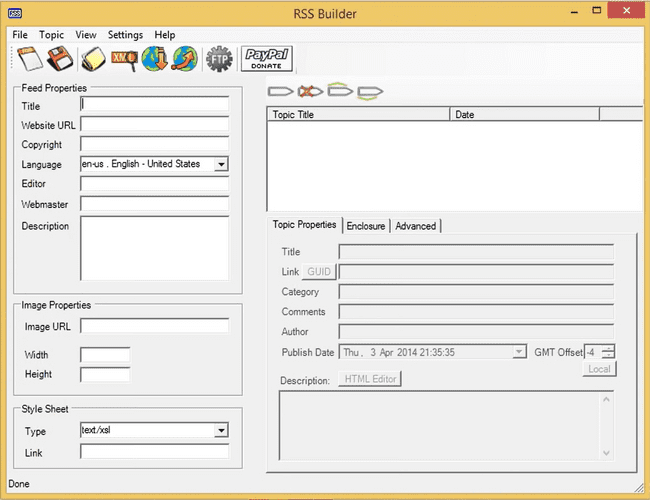 RSS
RSS Builder
File Topic View Settings Help
XML
FTP
PayPal
DONATE
Feed Properties
Title
Website URL
Copyright
Language en-us . English - United States
Editor
Webmaster
Description
Image Properties
Image URL
Width
Height
Style Sheet
Type text/xsl
Link
Topic Title Date
Topic Properties Enclosure Advanced
Title
Link GUID
Category
Comments
Author
Publish Date Thu , 3 Apr 2014 21:35:35 GMT Offset -4
Local
Description: HTML Editor
Done